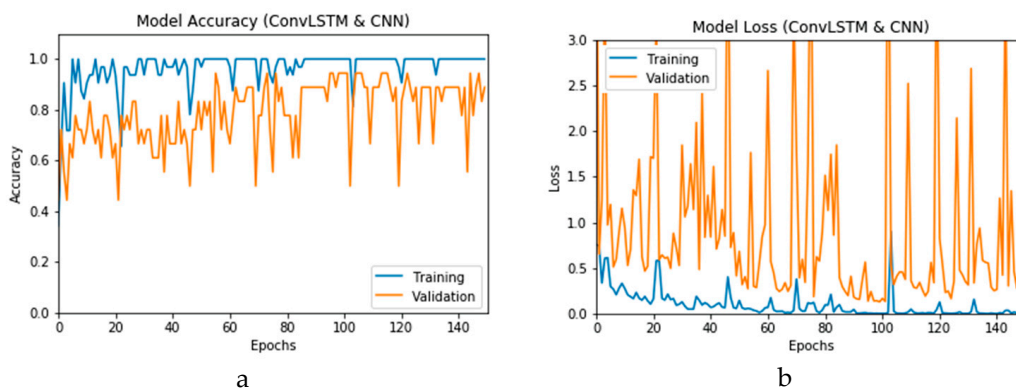 Model Accuracy (ConvLSTM & CNN)
1.0
0.8
0.6
0.4
0.2
0.0
Accuracy
Training
Validation
0 20 40 60 80 100 120 140
Epochs
a
Model Loss (ConvLSTM & CNN)
3.0
2.5
2.0
1.5
1.0
0.5
0.0
Loss
Training
Validation
0 20 40 60 80 100 120 140
Epochs
b